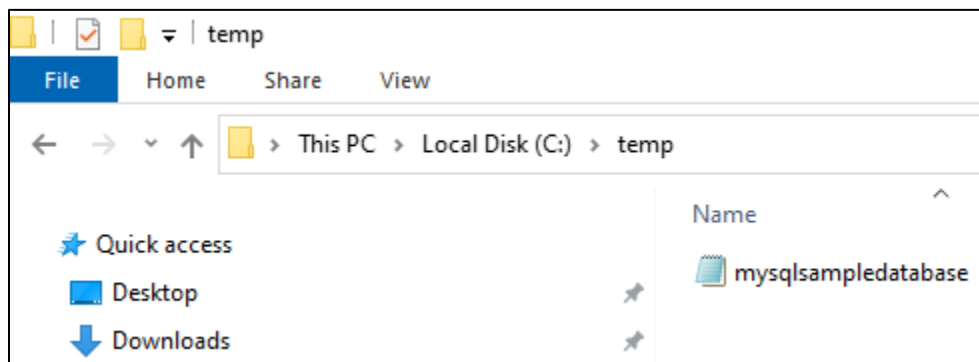 temp
File Home Share View
This PC > Local Disk (C:) > temp
Name
Quick access
mysqlsampledatabase
Desktop
Downloads